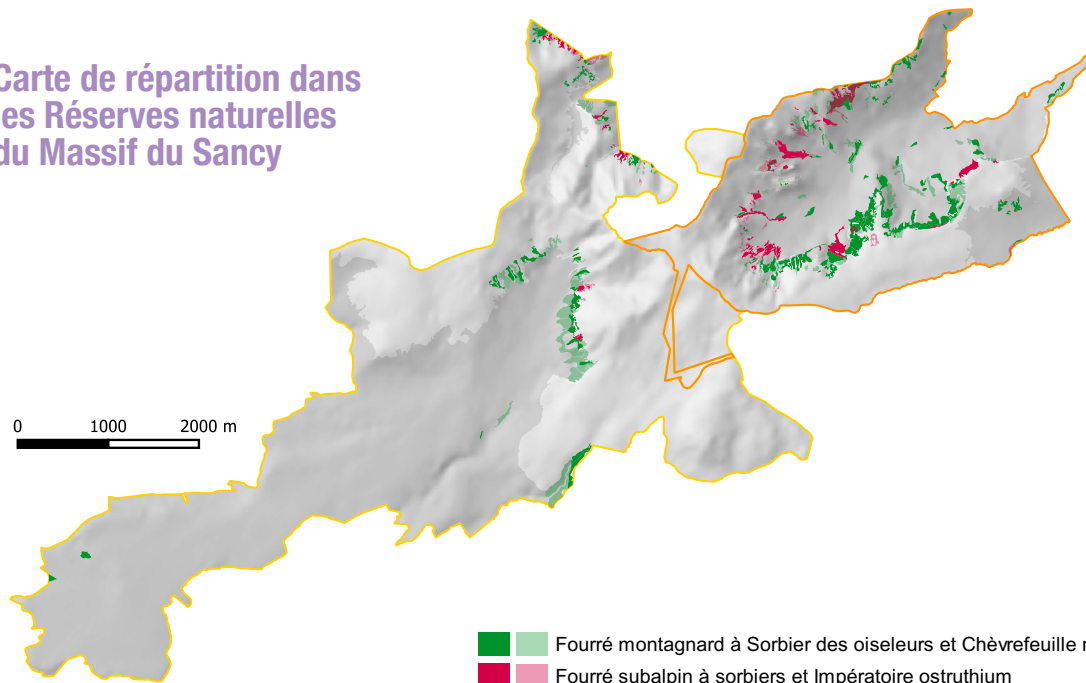 Carte de répartition dans
les Réserves naturelles
du Massif du Sancy
0 1000 2000 m
Fourré montagnard à Sorbier des oiseleurs et Chèvrefeuille
Fourré subalpin à sorbiers et Impératoire ostruthium